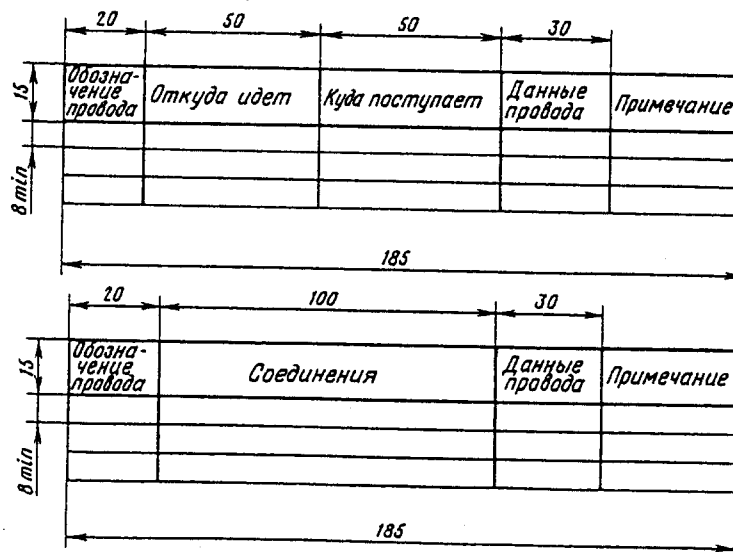 20 50 50 30
15
Обозна-
чение
провода
Откуда идет
Куда поступает
Данные
провода
Примечание
8 min
185
20 100 30
15
Обозна-
чение
провода
Соединения
Данные
провода
Примечание
8 min
185